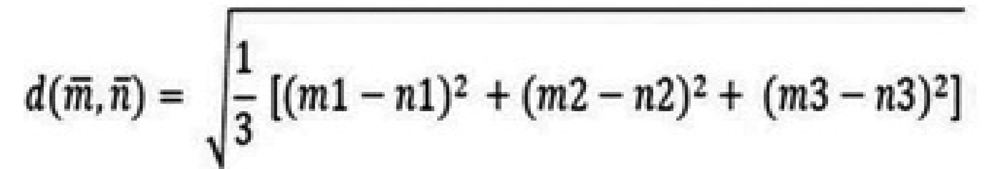 d(m̅, n̅) = √(1/3 [(m1 − n1)² + (m2 − n2)² + (m3 − n3)²])